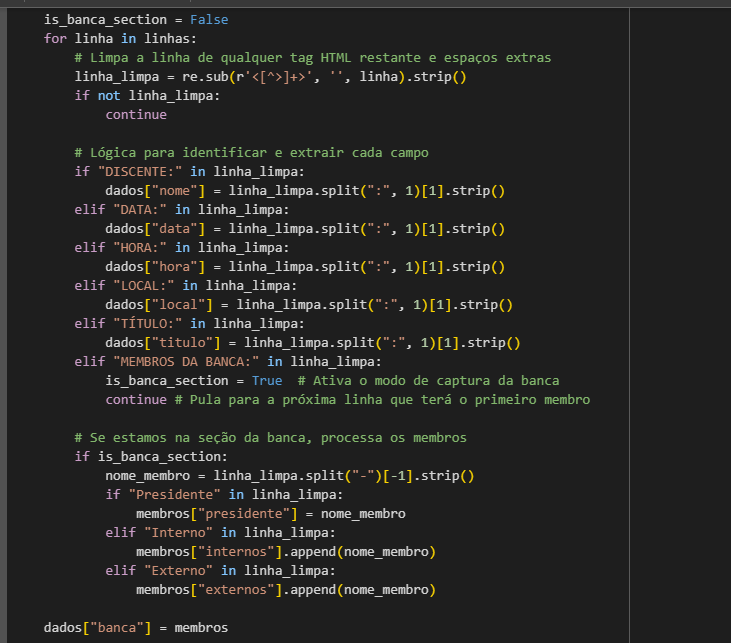 is_banca_section = False
for linha in linhas:
    # Limpa a linha de qualquer tag HTML restante e espaços extras
    linha_limpa = re.sub(r'<[^>]+>', '', linha).strip()
    if not linha_limpa:
        continue

    # Lógica para identificar e extrair cada campo
    if "DISCENTE:" in linha_limpa:
        dados["nome"] = linha_limpa.split(":", 1)[1].strip()
    elif "DATA:" in linha_limpa:
        dados["data"] = linha_limpa.split(":", 1)[1].strip()
    elif "HORA:" in linha_limpa:
        dados["hora"] = linha_limpa.split(":", 1)[1].strip()
    elif "LOCAL:" in linha_limpa:
        dados["local"] = linha_limpa.split(":", 1)[1].strip()
    elif "TÍTULO:" in linha_limpa:
        dados["titulo"] = linha_limpa.split(":", 1)[1].strip()
    elif "MEMBROS DA BANCA:" in linha_limpa:
        is_banca_section = True  # Ativa o modo de captura da banca
        continue # Pula para a próxima linha que terá o primeiro membro

    # Se estamos na seção da banca, processa os membros
    if is_banca_section:
        nome_membro = linha_limpa.split("-")[-1].strip()
        if "Presidente" in linha_limpa:
            membros["presidente"] = nome_membro
        elif "Interno" in linha_limpa:
            membros["internos"].append(nome_membro)
        elif "Externo" in linha_limpa:
            membros["externos"].append(nome_membro)

dados["banca"] = membros